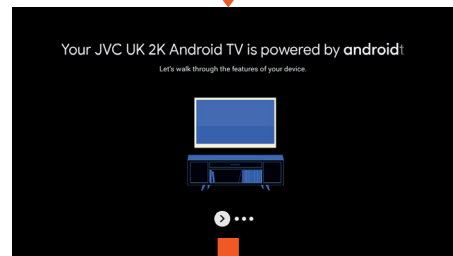 Your JVC UK 2K Android TV is powered by androidt
Let's walk through the features of your device.